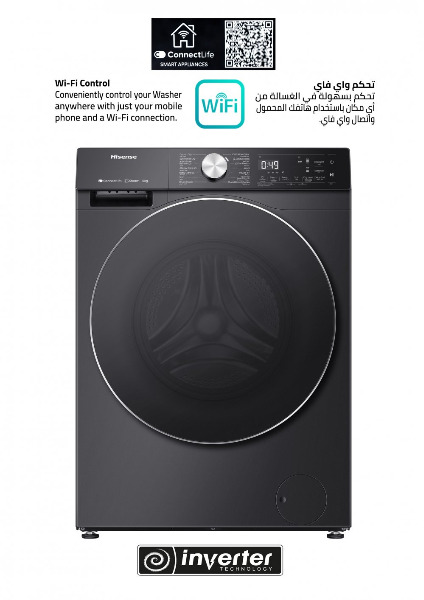 ConnectLife
SMART APPLIANCES
Wi-Fi Control
Conveniently control your Washer
anywhere with just your mobile
phone and a Wi-Fi connection.
WiFi
تحكم واي فاي
تحكم بسهولة في الغسالة من
أي مكان باستخدام هاتفك المحمول
وأتصال واي فاي.
Hisense
0:49
inverter
TECHNOLOGY